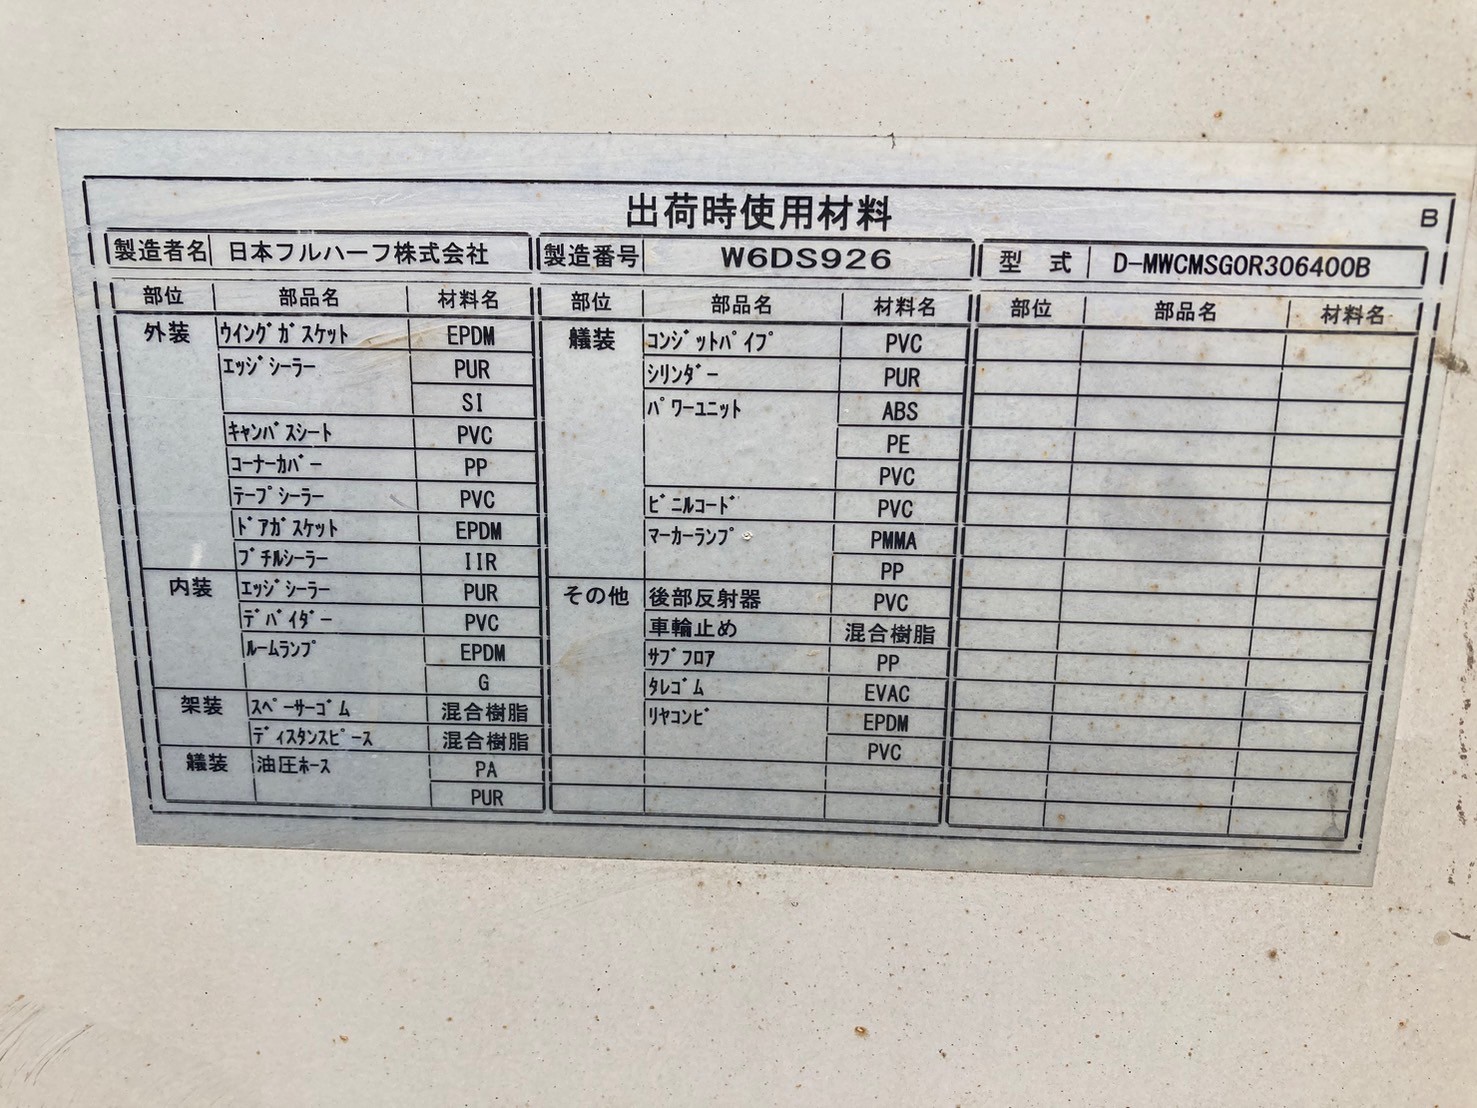 出荷時使用材料 B
製造者名 日本フルハーフ株式会社 製造番号 W6DS926 型 式 D-MWCMSGOR306400B
部位 部品名 材料名
外装 ｳｲﾝｸﾞｶﾞｽｹｯﾄ EPDM
ｴｯｼﾞｼｰﾗｰ PUR
SI
ｷｬﾝﾊﾞｽｼｰﾄ PVC
ｺｰﾅｰｶﾊﾞｰ PP
ﾃｰﾌﾟｼｰﾗｰ PVC
ﾄﾞｱｶﾞｽｹｯﾄ EPDM
ﾌﾞﾁﾙｼｰﾗｰ IIR
内装 ｴｯｼﾞｼｰﾗｰ PUR
ﾃﾞﾊﾞｲﾀﾞｰ PVC
ﾙｰﾑﾗﾝﾌﾟ EPDM
G
架装 ｽﾍﾟｰｻｰｺﾞﾑ 混合樹脂
ﾃﾞｨｽﾀﾝｽﾋﾟｰｽ 混合樹脂
艤装 油圧ﾎｰｽ PA
PUR
部位 部品名 材料名
艤装 ｺﾝｼﾞｯﾄﾊﾟｲﾌﾟ PVC
ｼﾘﾝﾀﾞｰ PUR
ﾊﾟﾜｰﾕﾆｯﾄ ABS
PE
PVC
ﾋﾞﾆﾙｺｰﾄﾞ PVC
ﾏｰｶｰﾗﾝﾌﾟ PMMA
PP
その他 後部反射器 PVC
車輪止め 混合樹脂
ｻﾌﾞﾌﾛｱ PP
ﾀﾚｺﾞﾑ EVAC
ﾘﾔｺﾝﾋﾞ EPDM
PVC
部位 部品名 材料名